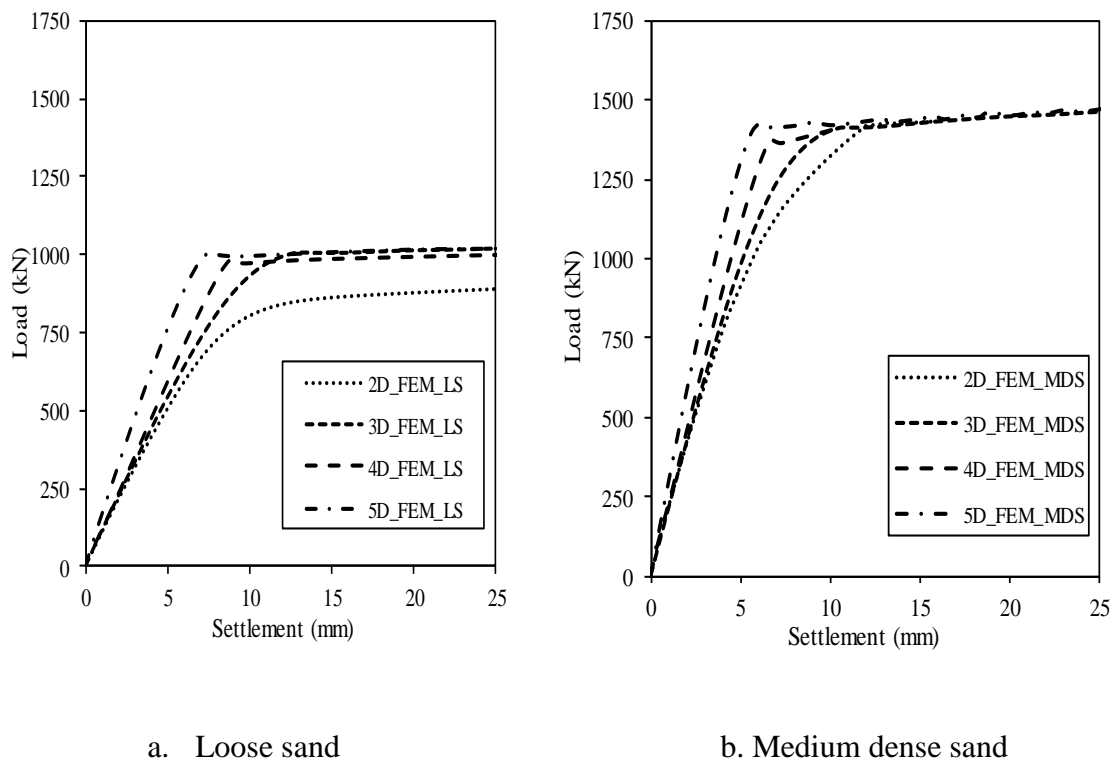 1750
1500
1250
1000
750
500
250
0
Load (kN)
0 5 10 15 20 25
Settlement (mm)
2D_FEM_LS
3D_FEM_LS
4D_FEM_LS
5D_FEM_LS
a. Loose sand
1750
1500
1250
1000
750
500
250
0
Load (kN)
0 5 10 15 20 25
Settlement (mm)
2D_FEM_MDS
3D_FEM_MDS
4D_FEM_MDS
5D_FEM_MDS
b. Medium dense sand